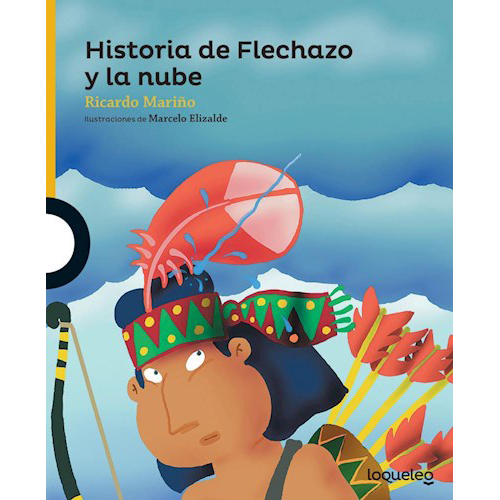 Historia de Flechazo
y la nube
Ricardo Mariño
Ilustraciones de Marcelo Elizalde
loqueleo